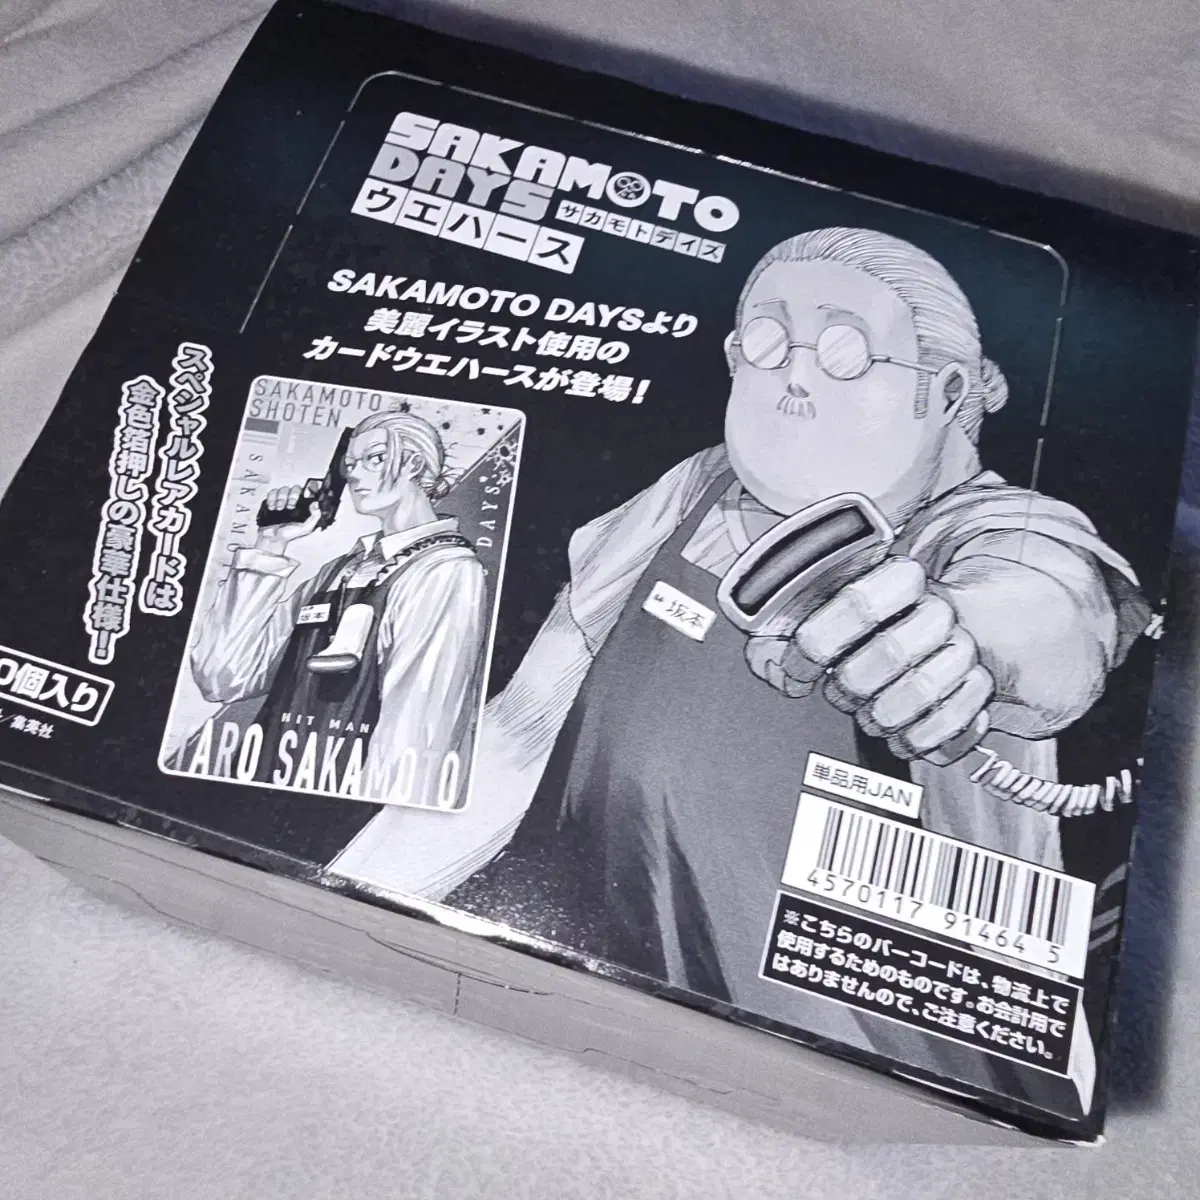 SAKAMOTO
DAYS
サカモトデイズ
ウエハース
SAKAMOTO DAYSより
美麗イラスト使用の
カードウエハースが登場!
スペシャルレアカードは
金色箔押しの豪華仕様!
0個入り
/集英社
SAKAMOTO
SHOTEN
SAKAMO
DAYS
坂本
HIT MAN
TARO SAKAMOTO
坂本
単品用JAN
4570117 914645
※こちらのバーコードは、物流上で
使用するためのものです。お会計用で
はありませんので、ご注意ください。